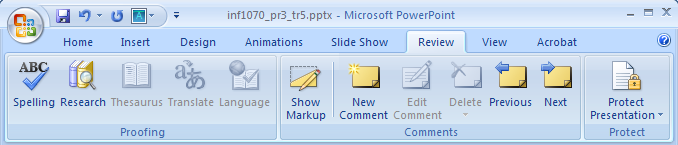 inf1070_pr3_tr5.pptx - Microsoft PowerPoint
Home Insert Design Animations Slide Show Review View Acrobat
ABC
Spelling Research Thesaurus Translate Language
Proofing
Show Markup
New Comment
Edit Comment
Delete
Previous
Next
Comments
Protect Presentation
Protect